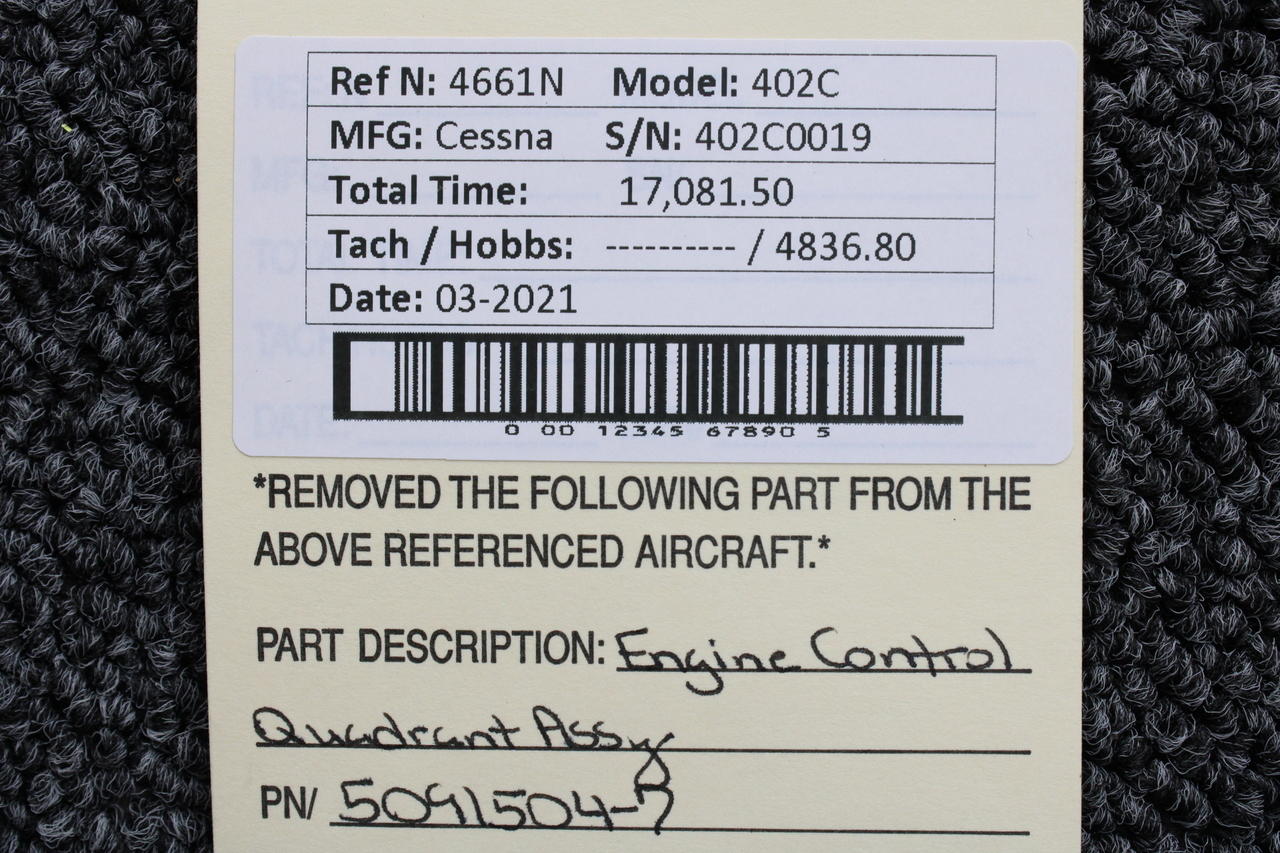 Ref N: 4661N Model: 402C
MFG: Cessna S/N: 402C0019
Total Time: 17,081.50
Tach / Hobbs: ---------- / 4836.80
Date: 03-2021
0 00 12345 67890 5
*REMOVED THE FOLLOWING PART FROM THE
ABOVE REFERENCED AIRCRAFT.*
PART DESCRIPTION: Engine Control
Quadrant Assy
PN/ 5091504-7